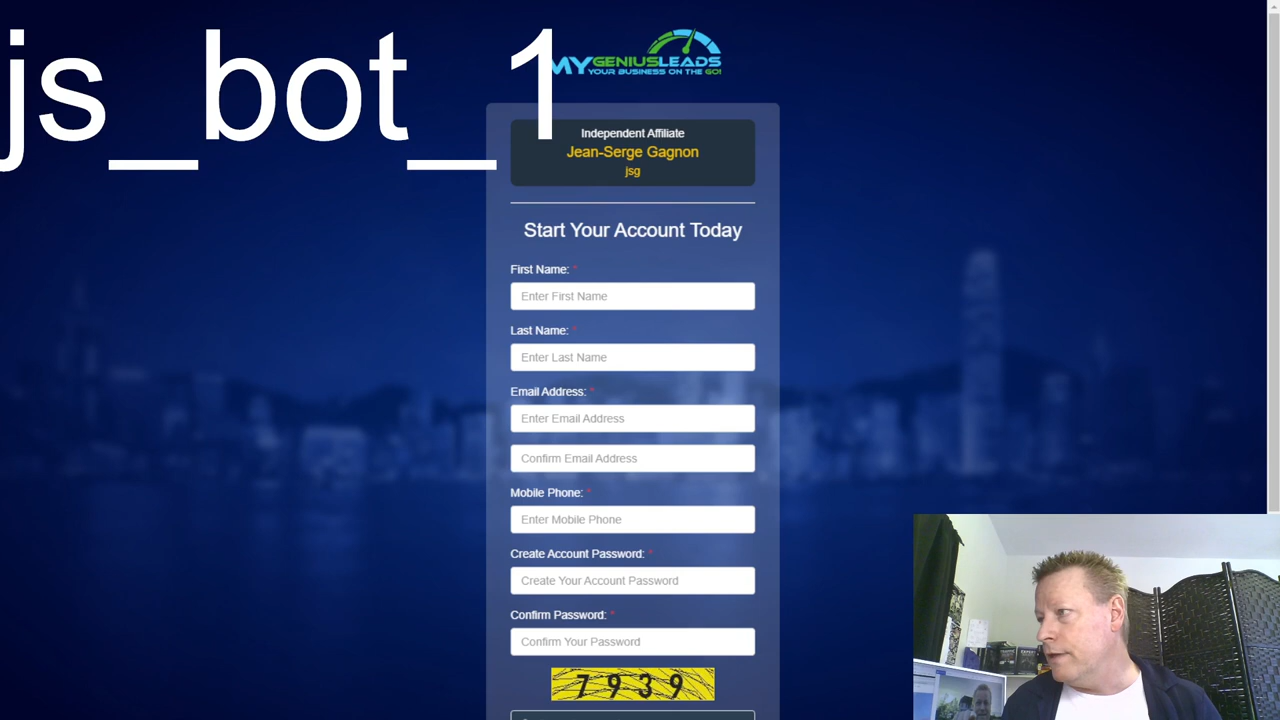 js_bot_1
MYGENIUSLEADS
YOUR BUSINESS ON THE GO!
Independent Affiliate
Jean-Serge Gagnon
jsg
Start Your Account Today
First Name: *
Enter First Name
Last Name: *
Enter Last Name
Email Address: *
Enter Email Address
Confirm Email Address
Mobile Phone: *
Enter Mobile Phone
Create Account Password: *
Create Your Account Password
Confirm Password: *
Confirm Your Password
7939